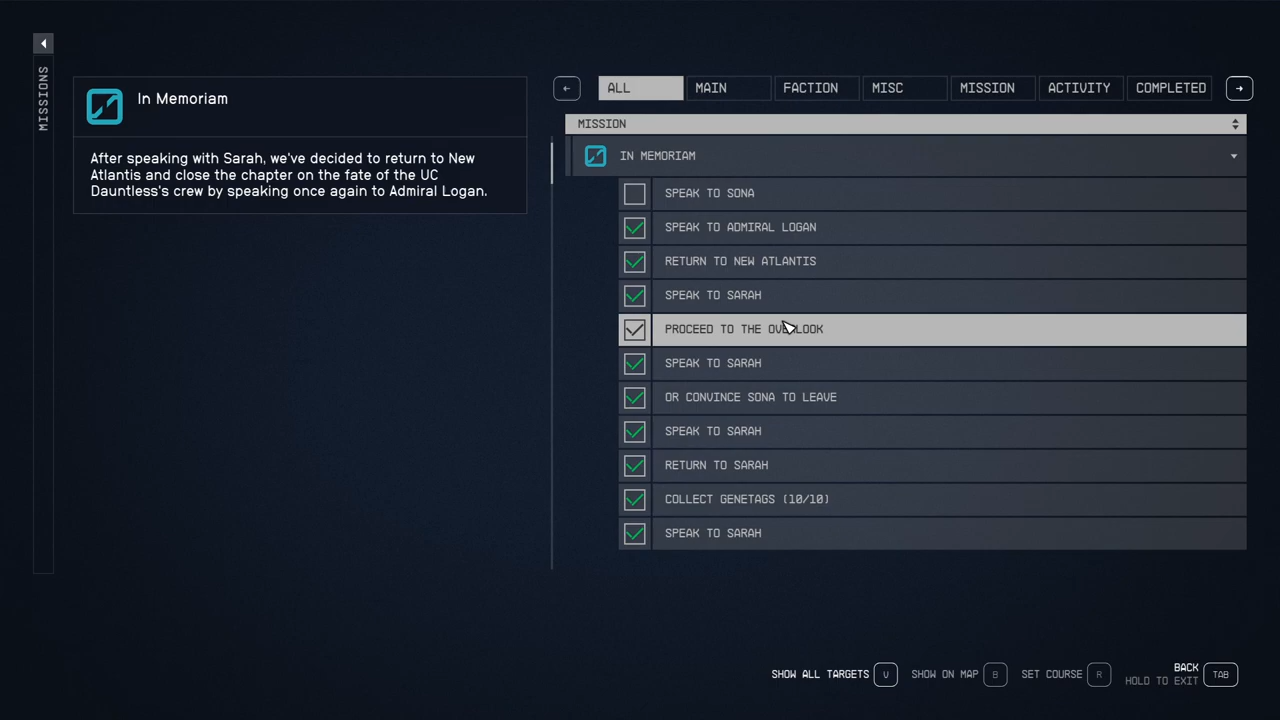 MISSIONS
In Memoriam
After speaking with Sarah, we've decided to return to New
Atlantis and close the chapter on the fate of the UC
Dauntless's crew by speaking once again to Admiral Logan.
ALL
MAIN
FACTION
MISC
MISSION
ACTIVITY
COMPLETED
MISSION
IN MEMORIAM
SPEAK TO SONA
SPEAK TO ADMIRAL LOGAN
RETURN TO NEW ATLANTIS
SPEAK TO SARAH
PROCEED TO THE OVERLOOK
SPEAK TO SARAH
OR CONVINCE SONA TO LEAVE
SPEAK TO SARAH
RETURN TO SARAH
COLLECT GENETAGS (10/10)
SPEAK TO SARAH
SHOW ALL TARGETS V
SHOW ON MAP B
SET COURSE R
BACK
HOLD TO EXIT
TAB